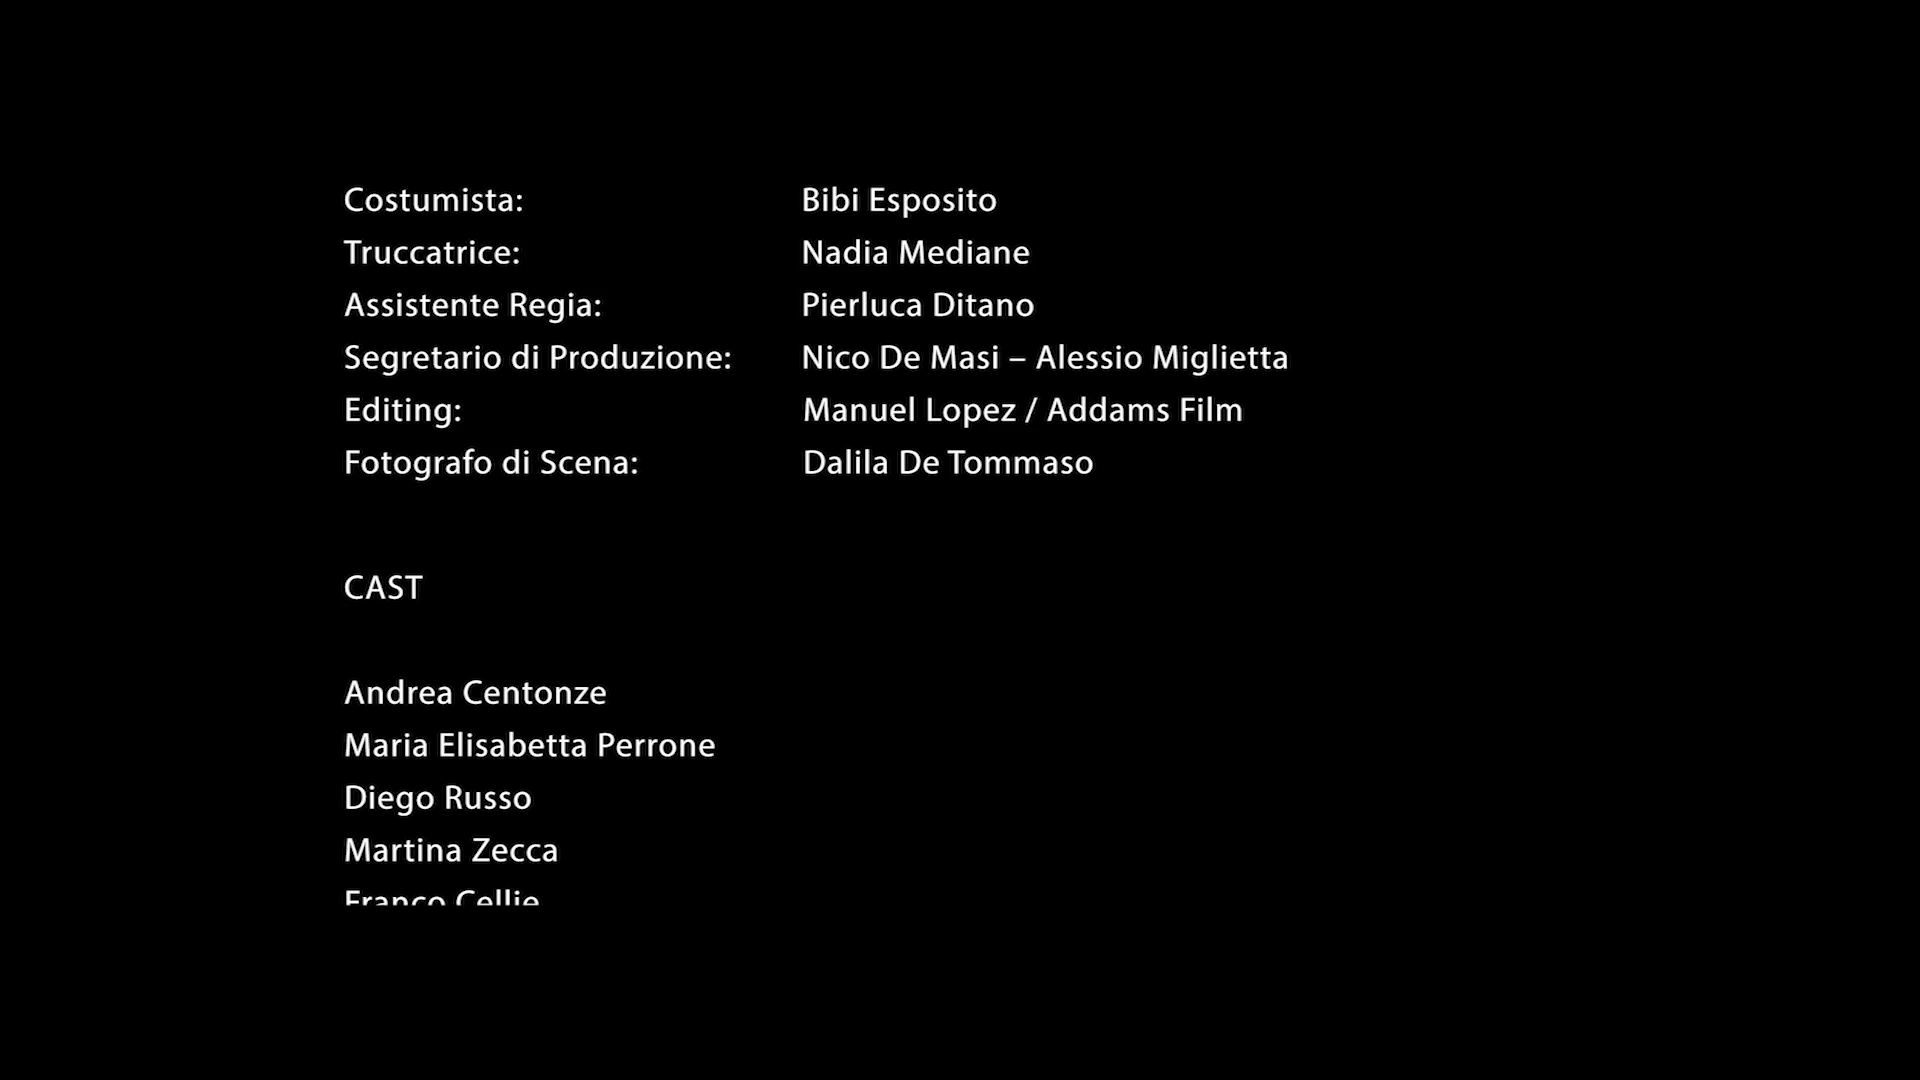 Costumista: Bibi Esposito
Truccatrice: Nadia Mediane
Assistente Regia: Pierluca Ditano
Segretario di Produzione: Nico De Masi – Alessio Miglietta
Editing: Manuel Lopez / Addams Film
Fotografo di Scena: Dalila De Tommaso
CAST
Andrea Centonze
Maria Elisabetta Perrone
Diego Russo
Martina Zecca
Franco Cellie